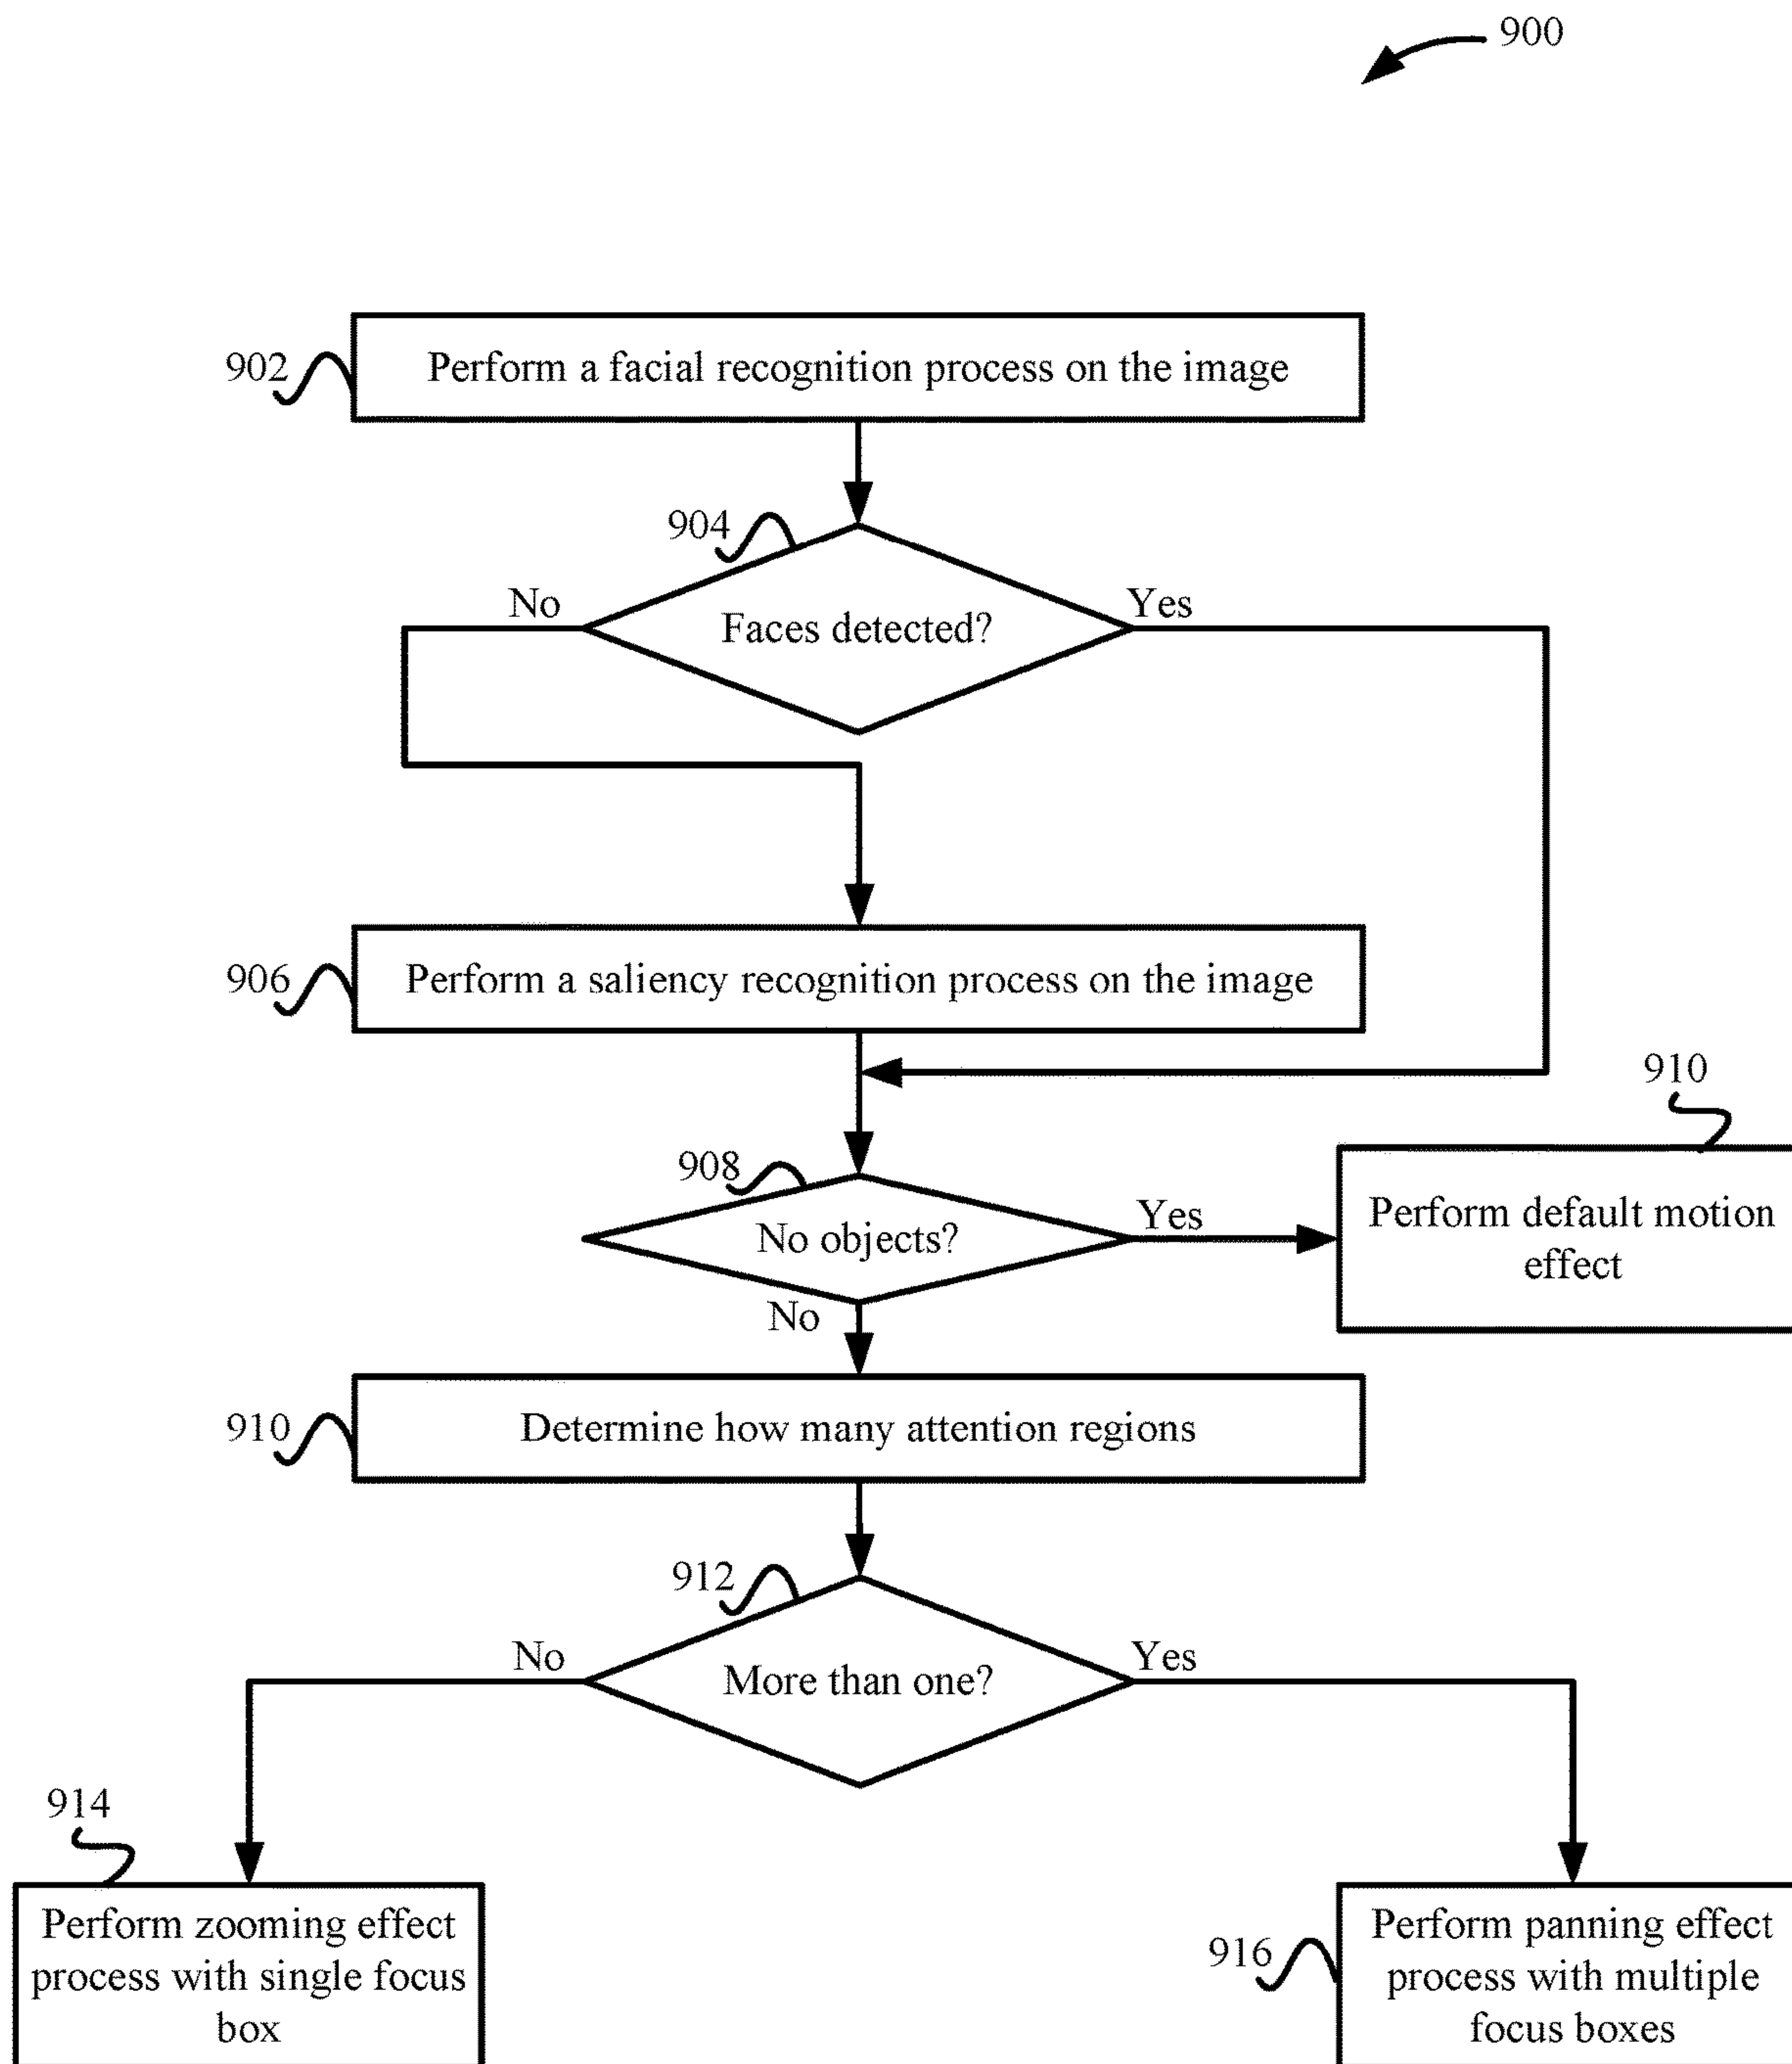 900
902
Perform a facial recognition process on the image
904
No
Yes
Faces detected?
906
Perform a saliency recognition process on the image
910
908
No objects?
Yes
Perform default motion
effect
No
910
Determine how many attention regions
912
No
Yes
More than one?
914
Perform zooming effect
process with single focus
box
916
Perform panning effect
process with multiple
focus boxes